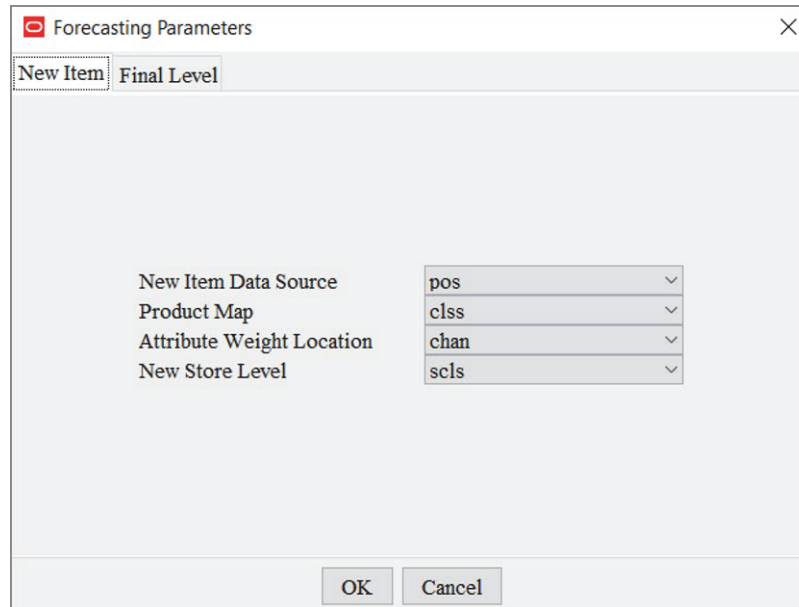 Forecasting Parameters
New Item Final Level
New Item Data Source pos
Product Map clss
Attribute Weight Location chan
New Store Level scls
OK Cancel